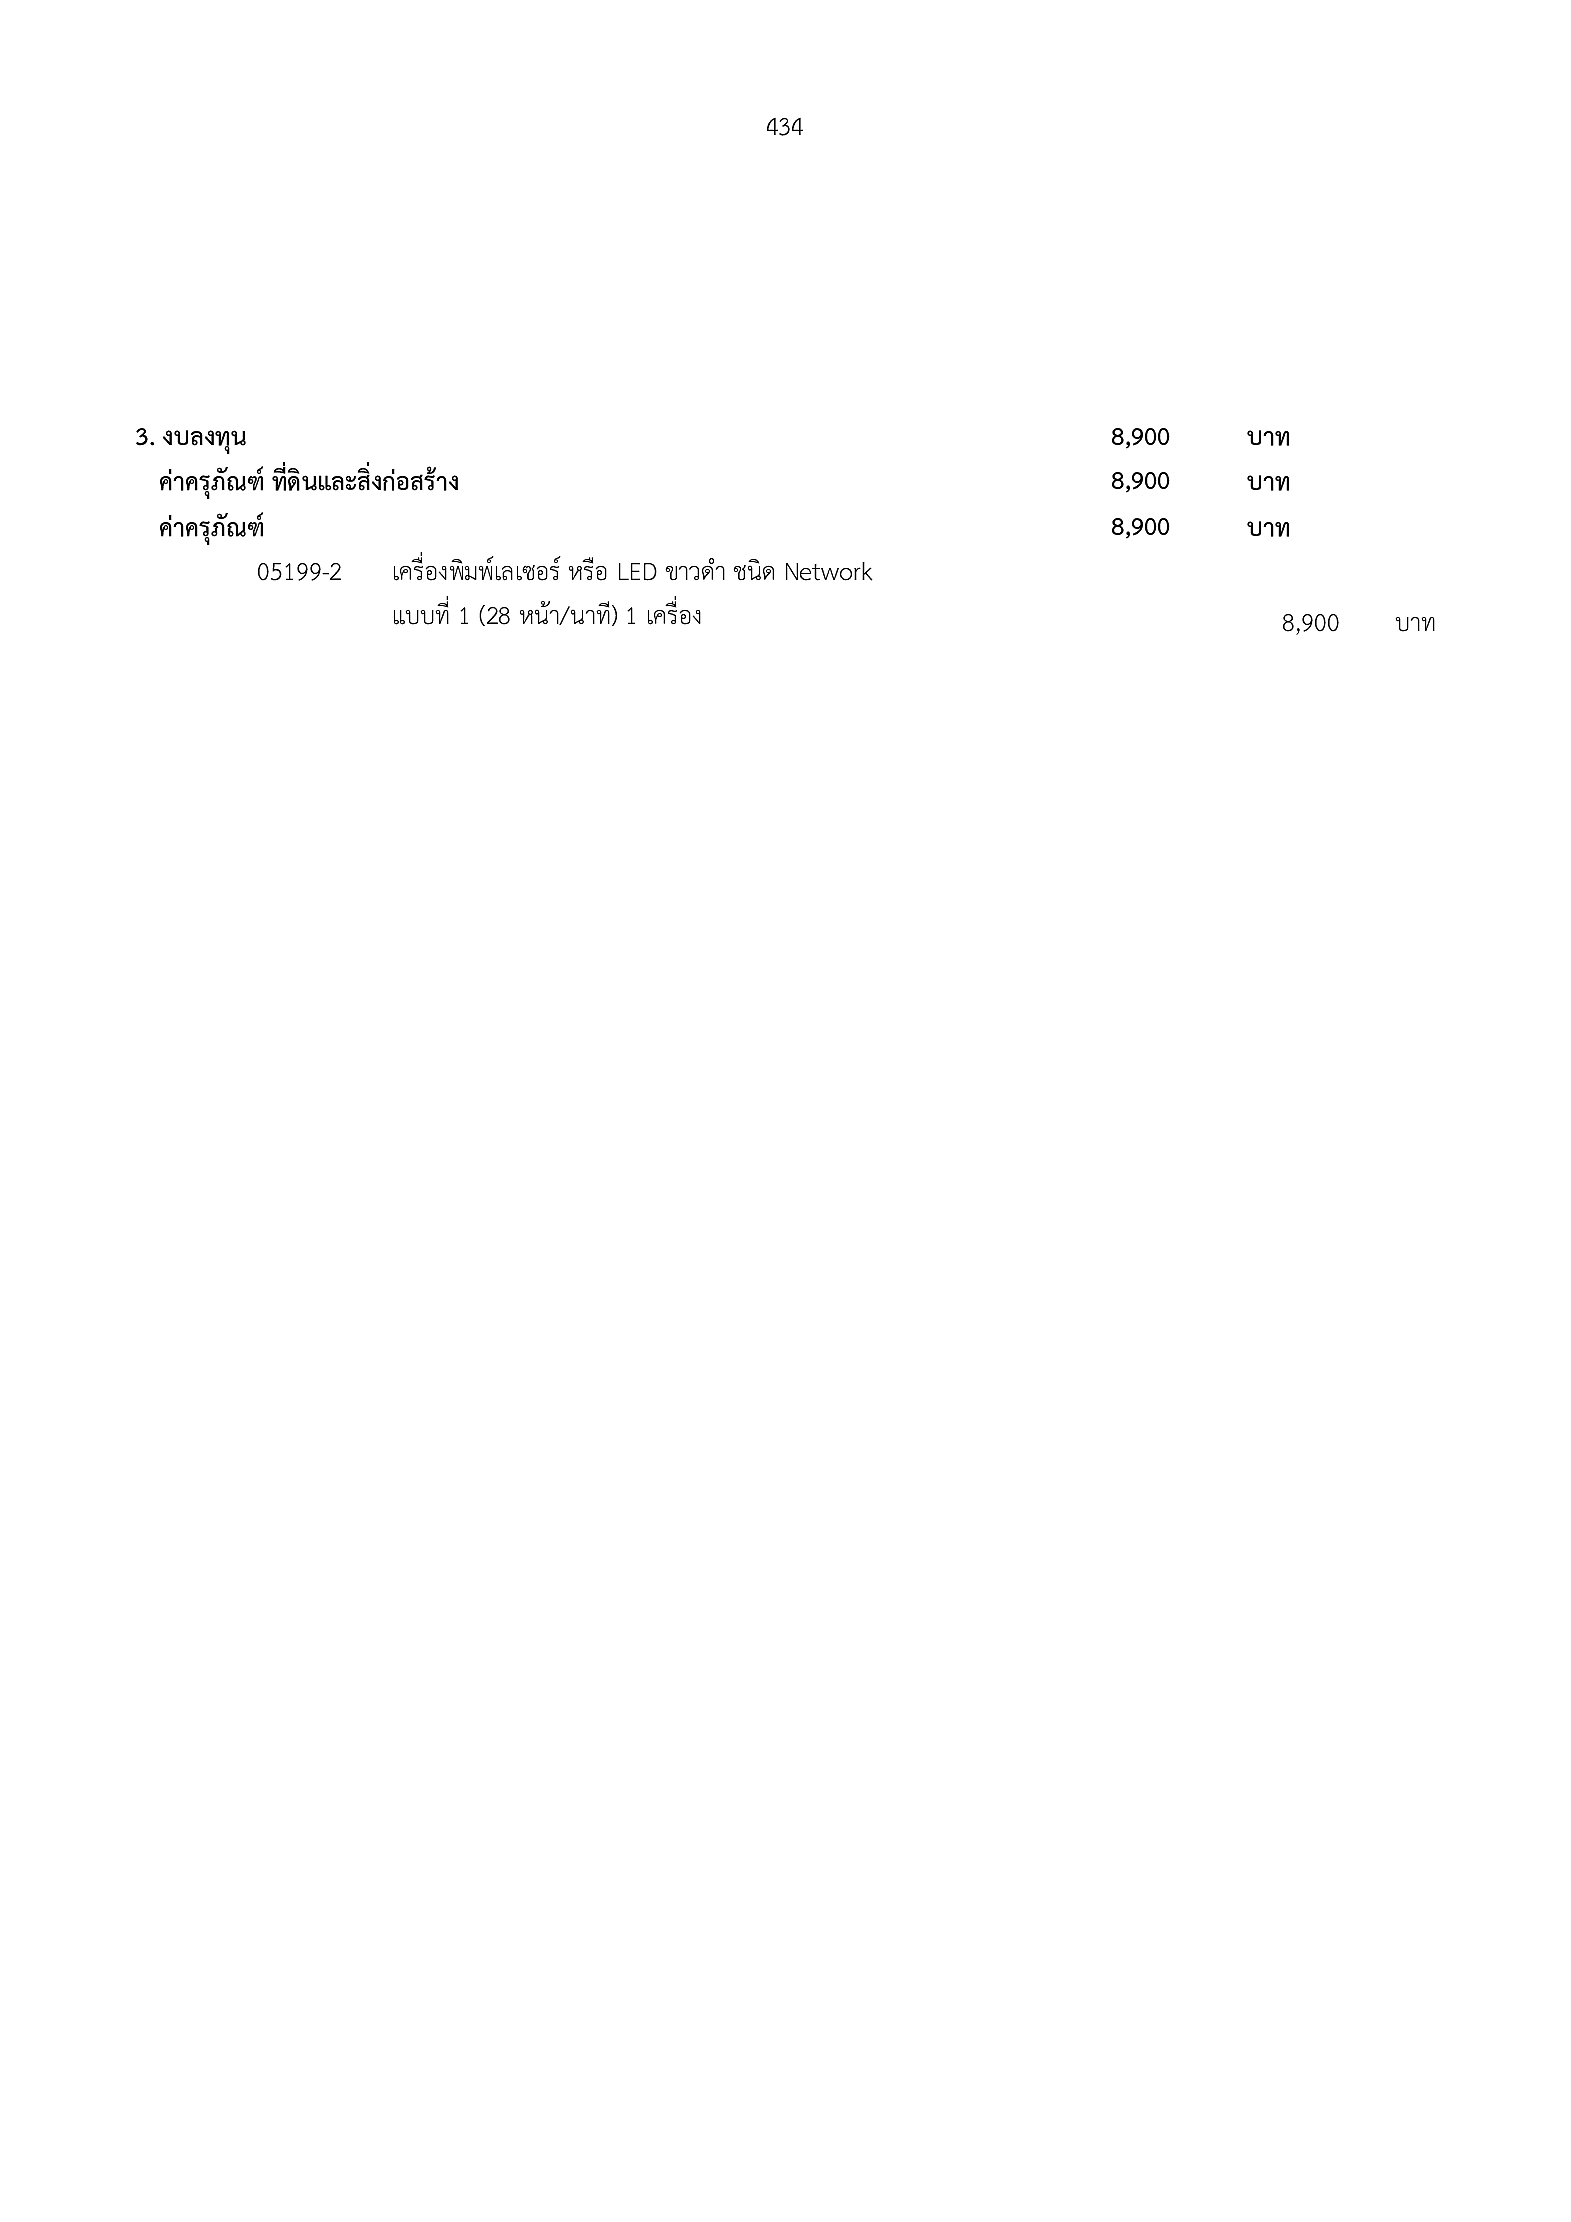 434
3. งบลงทุน 8,900 บาท
ค่าครุภัณฑ์ ที่ดินและสิ่งก่อสร้าง 8,900 บาท
ค่าครุภัณฑ์ 8,900 บาท
05199-2 เครื่องพิมพ์เลเซอร์ หรือ LED ขาวดำ ชนิด Network
แบบที่ 1 (28 หน้า/นาที) 1 เครื่อง 8,900 บาท